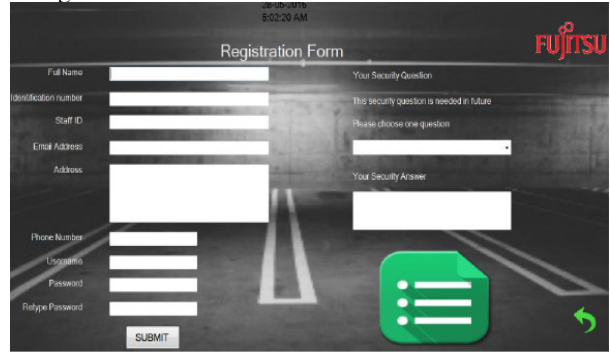 28-05-2016
5:02:20 AM
Registration Form
FUJITSU
Full Name
Identification number
Staff ID
Email Address
Address
Phone Number
Username
Password
Retype Password
SUBMIT
Your Security Question
This security question is needed in future
Please choose one question
Your Security Answer